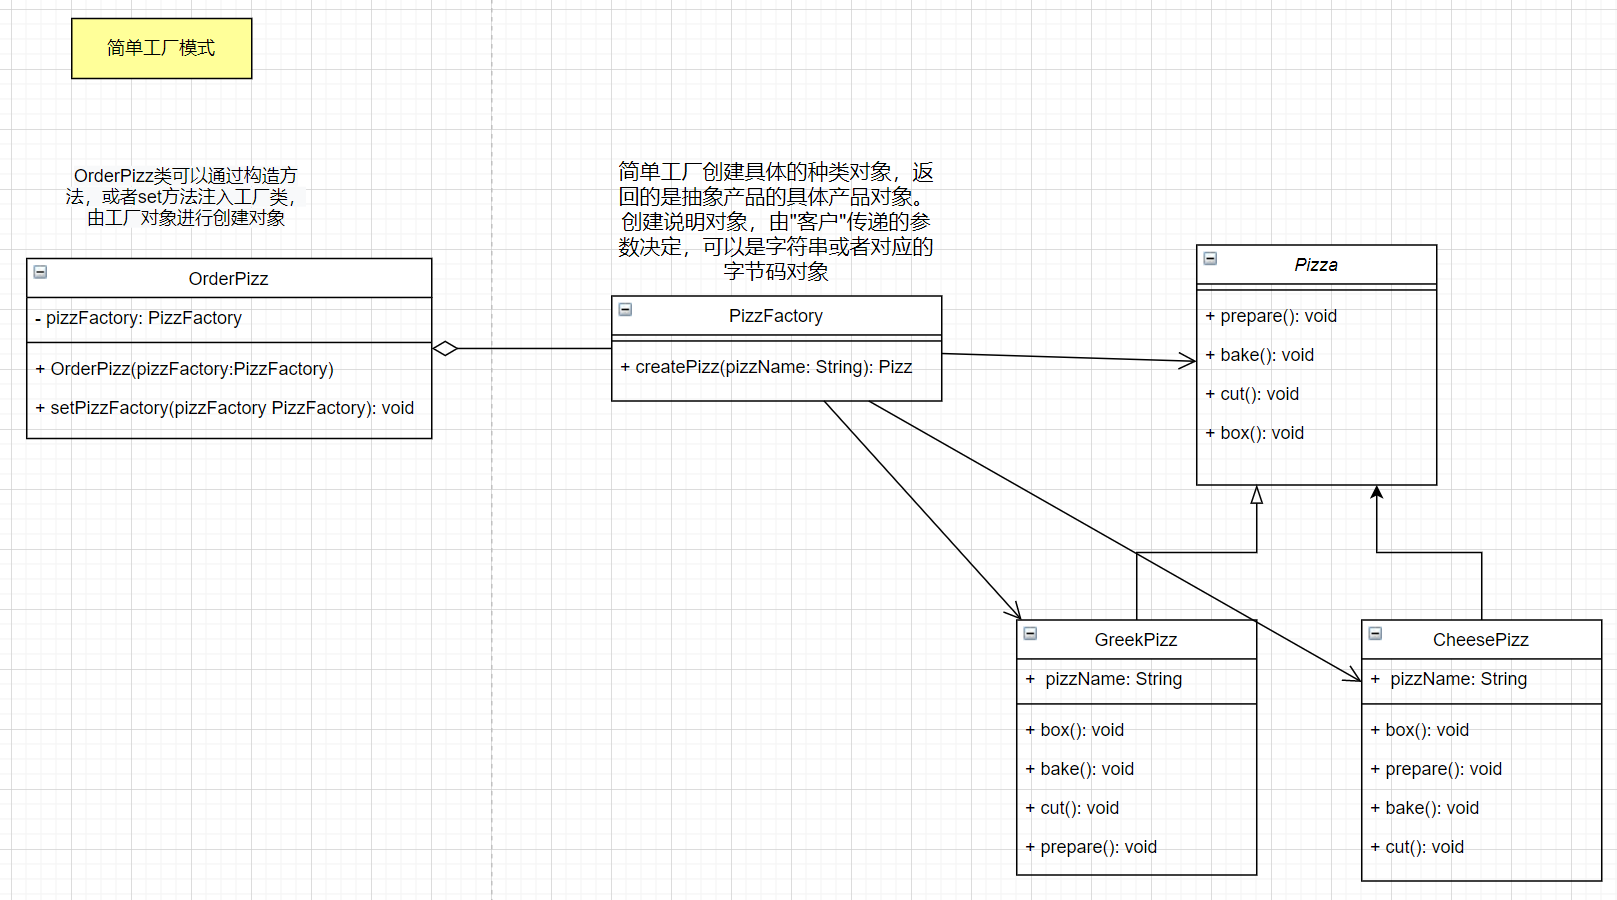 简单工厂模式
OrderPizz类可以通过构造方
法，或者set方法注入工厂类，
由工厂对象进行创建对象
OrderPizz
- pizzFactory: PizzFactory
+ OrderPizz(pizzFactory:PizzFactory)
+ setPizzFactory(pizzFactory PizzFactory): void
简单工厂创建具体的种类对象，返
回的是抽象产品的具体产品对象。
创建说明对象，由"客户"传递的参
数决定，可以是字符串或者对应的
字节码对象
PizzFactory
+ createPizz(pizzName: String): Pizz
Pizza
+ prepare(): void
+ bake(): void
+ cut(): void
+ box(): void
GreekPizz
+ pizzName: String
+ box(): void
+ bake(): void
+ cut(): void
+ prepare(): void
CheesePizz
+ pizzName: String
+ box(): void
+ prepare(): void
+ bake(): void
+ cut(): void